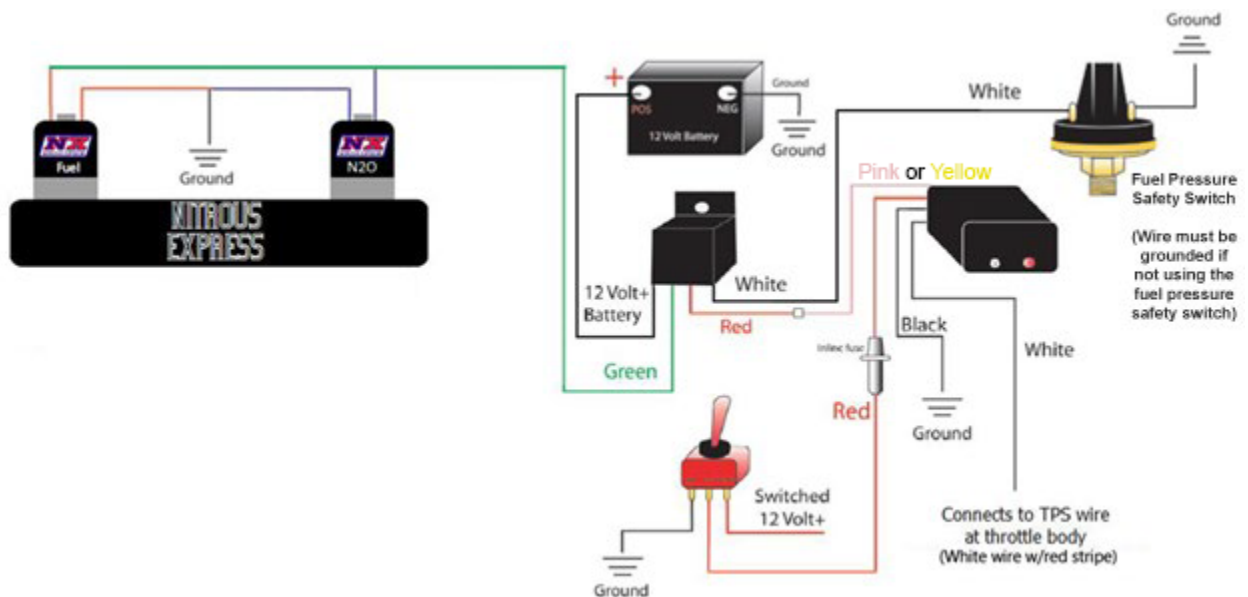 Ground
+
POS
NEG
Ground
12 Volt Battery
Ground
White
NX
Fuel
NX
N2O
Ground
NITROUS
EXPRESS
Pink or Yellow
Fuel Pressure
Safety Switch
(Wire must be
grounded if
not using the
fuel pressure
safety switch)
12 Volt+
Battery
White
Red
Green
Inline fuse
Black
White
Red
Ground
Switched
12 Volt+
Ground
Connects to TPS wire
at throttle body
(White wire w/red stripe)